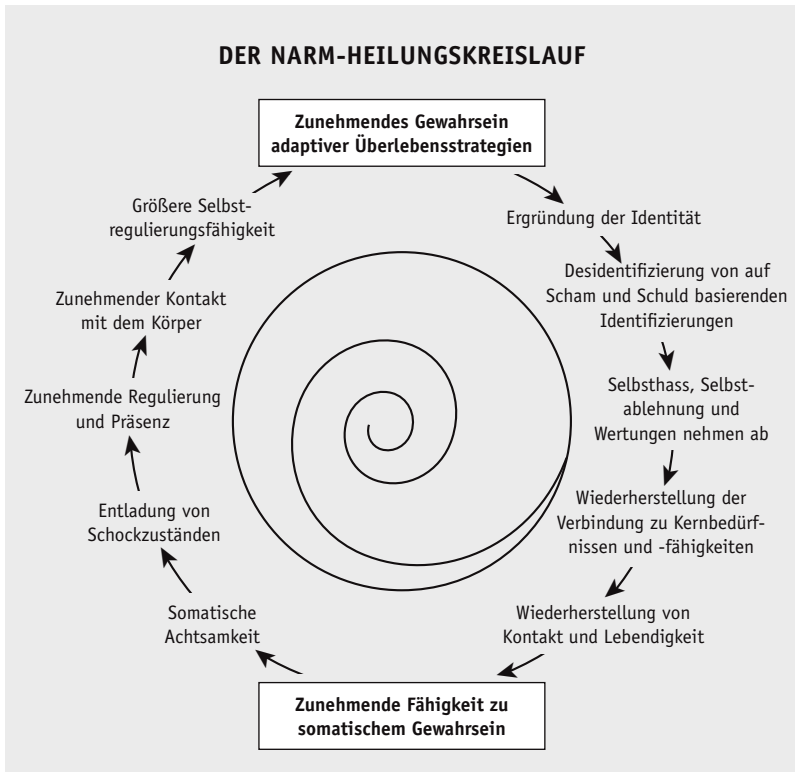 DER NARM-HEILUNGSKREISLAUF
Zunehmendes Gewahrsein
adaptiver Überlebensstrategien
Ergründung der Identität
Desidentifizierung von auf
Scham und Schuld basierenden
Identifizierungen
Selbsthass, Selbst-
ablehnung und
Wertungen nehmen ab
Wiederherstellung der
Verbindung zu Kernbedürf-
nissen und -fähigkeiten
Wiederherstellung von
Kontakt und Lebendigkeit
Zunehmende Fähigkeit zu
somatischem Gewahrsein
Somatische
Achtsamkeit
Entladung von
Schockzuständen
Zunehmende Regulierung
und Präsenz
Zunehmender Kontakt
mit dem Körper
Größere Selbst-
regulierungsfähigkeit